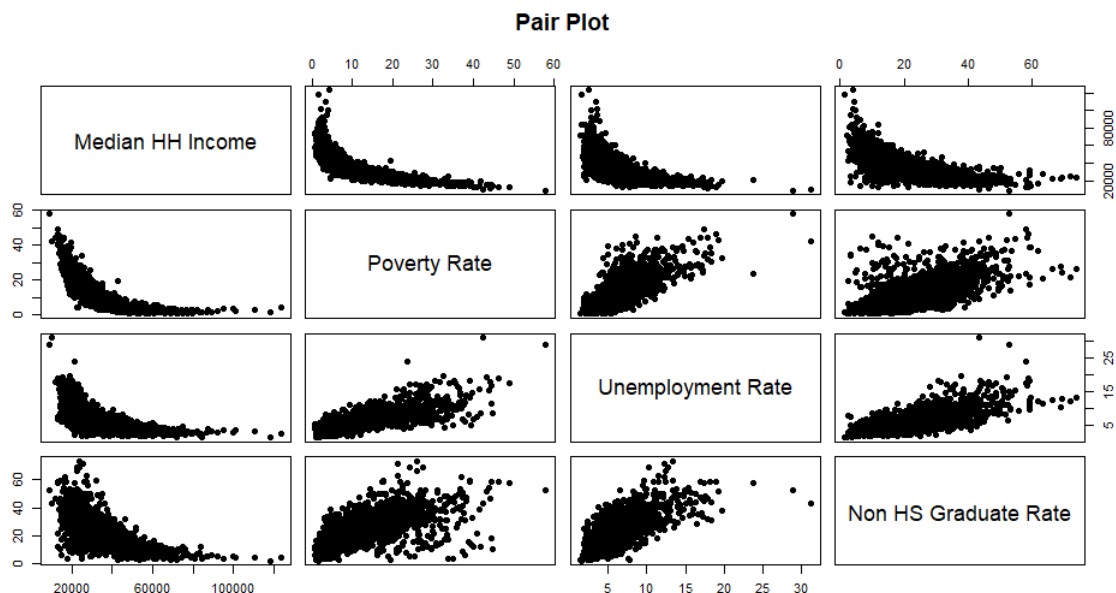 Pair Plot
0 10 20 30 40 50 60
0 20 40 60
Median HH Income
20000 80000
0 20 40 60
Poverty Rate
Unemployment Rate
5 15 25
0 20 40 60
Non HS Graduate Rate
20000 60000 100000
5 10 15 20 25 30